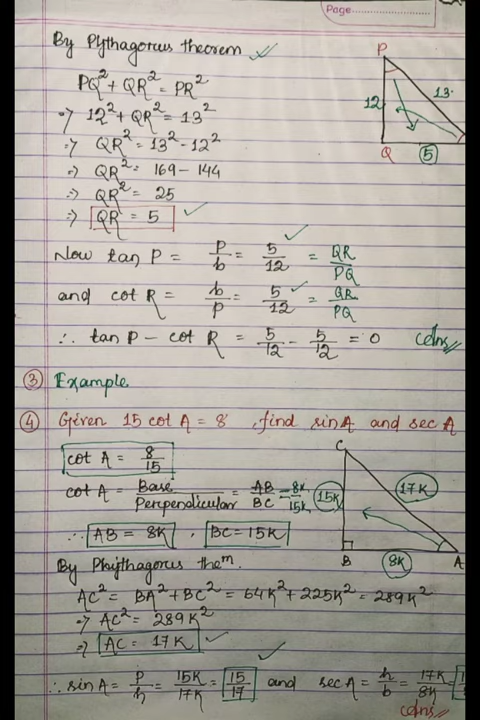 Page
By Pythagorus theorem
PQ² + QR² = PR²
⇒ 12² + QR² = 13²
⇒ QR² = 13² - 12²
⇒ QR² = 169 - 144
⇒ QR² = 25
⇒ QR = 5
P
12
13
Q
5
Now tan P = p/b = 5/12 = QR/PQ
and cot R = b/p = 5/12 = QR/PQ
∴ tan P - cot R = 5/12 - 5/12 = 0
③ Example
④ Given 15 cot A = 8, find sin A and sec A
cot A = 8/15
cot A = Base/Perpendicular = AB/BC = 8K/15K
∴ AB = 8K, BC = 15K
C
15K
17K
B
8K
A
By Phythagorus theᵐ.
AC² = BA² + BC² = 64K² + 225K² = 289K²
⇒ AC² = 289K²
⇒ AC = 17K
∴ sin A = p/h = 15K/17K = 15/17 and sec A = h/b = 17K/8K =